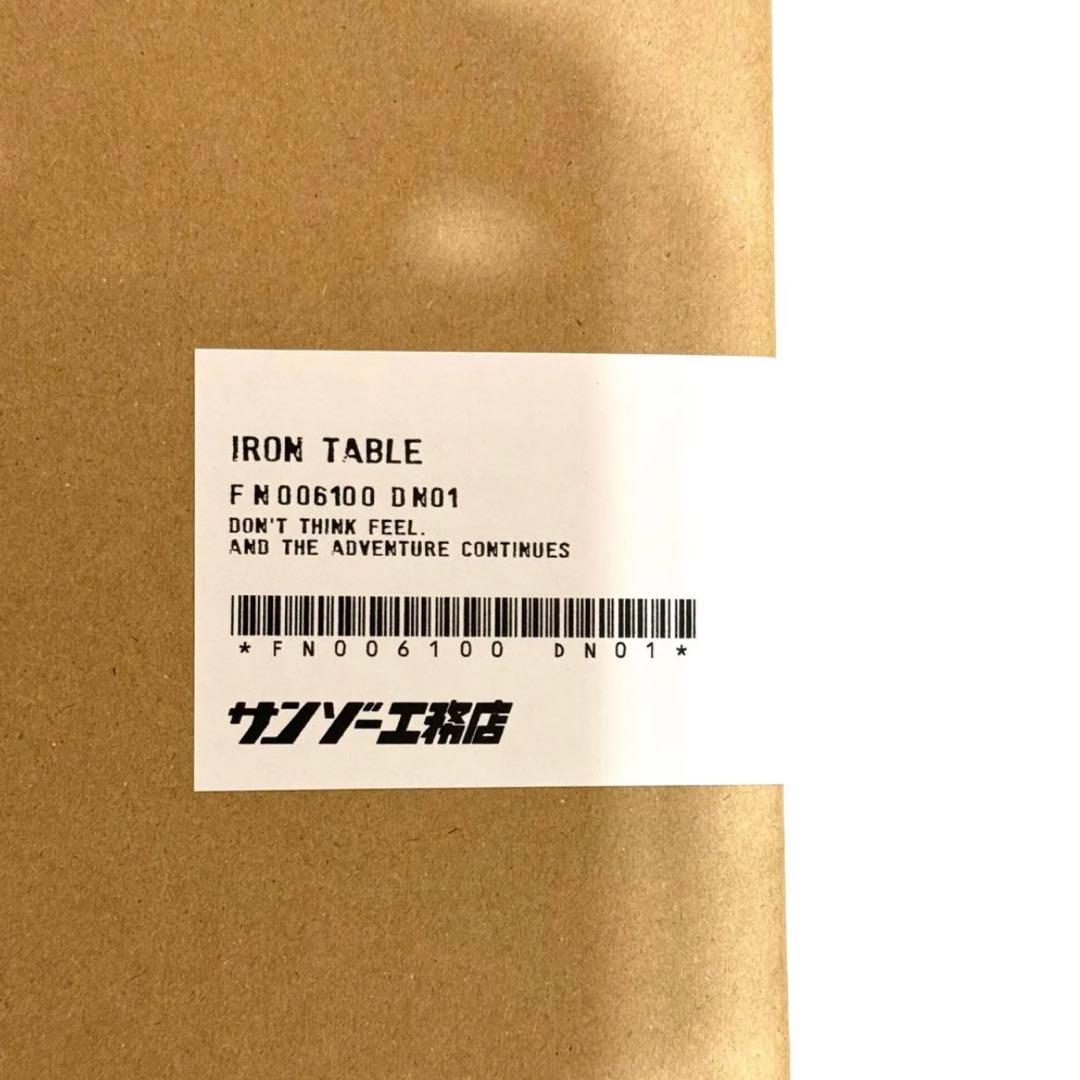 IRON TABLE
FN006100 DN01
DON'T THINK FEEL.
AND THE ADVENTURE CONTINUES
*FN006100 DN01*
サンゾー工務店